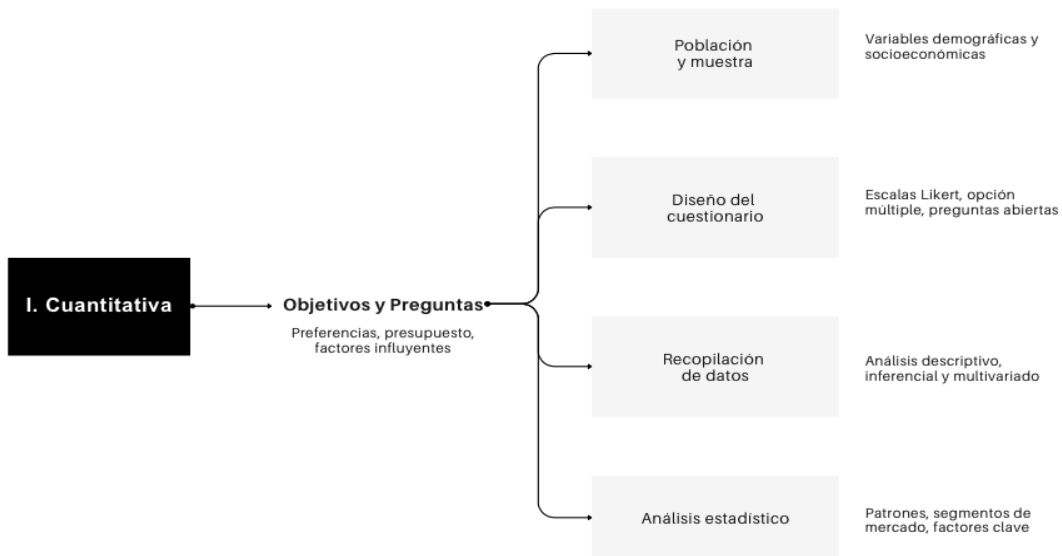 Población
y muestra
Variables demográficas y
socioeconómicas
Diseño del
cuestionario
Escalas Likert, opción
múltiple, preguntas abiertas
I. Cuantitativa
Objetivos y Preguntas
Preferencias, presupuesto,
factores influyentes
Recopilación
de datos
Análisis descriptivo,
inferencial y multivariado
Análisis estadístico
Patrones, segmentos de
mercado, factores clave